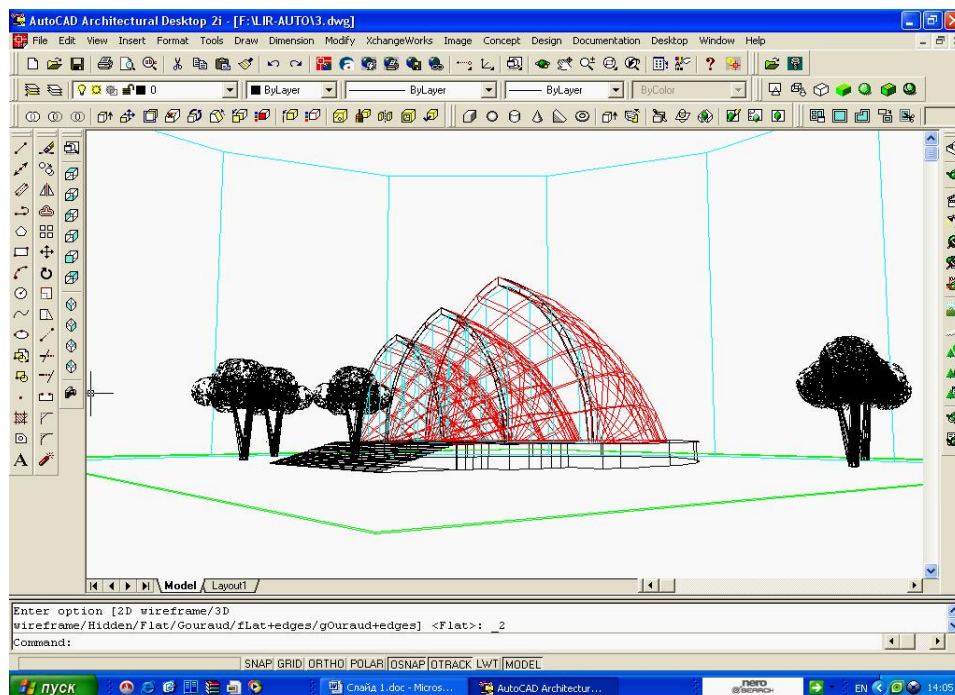 AutoCAD Architectural Desktop 2i - [F:\LIR-AUTO\3.dwg]
File Edit View Insert Format Tools Draw Dimension Modify XchangeWorks Image Concept Design Documentation Desktop Window Help
0 ByLayer ByLayer ByLayer ByColor
A
Model Layout1
Enter option [2D wireframe/3D
wireframe/Hidden/Flat/Gouraud/fLat+edges/gOuraud+edges] <Flat>: _2
Command:
SNAP GRID ORTHO POLAR OSNAP OTRACK LWT MODEL
пуск Слайд 1.doc - Micros... AutoCAD Architectur... nero SEARCH EN 14:05